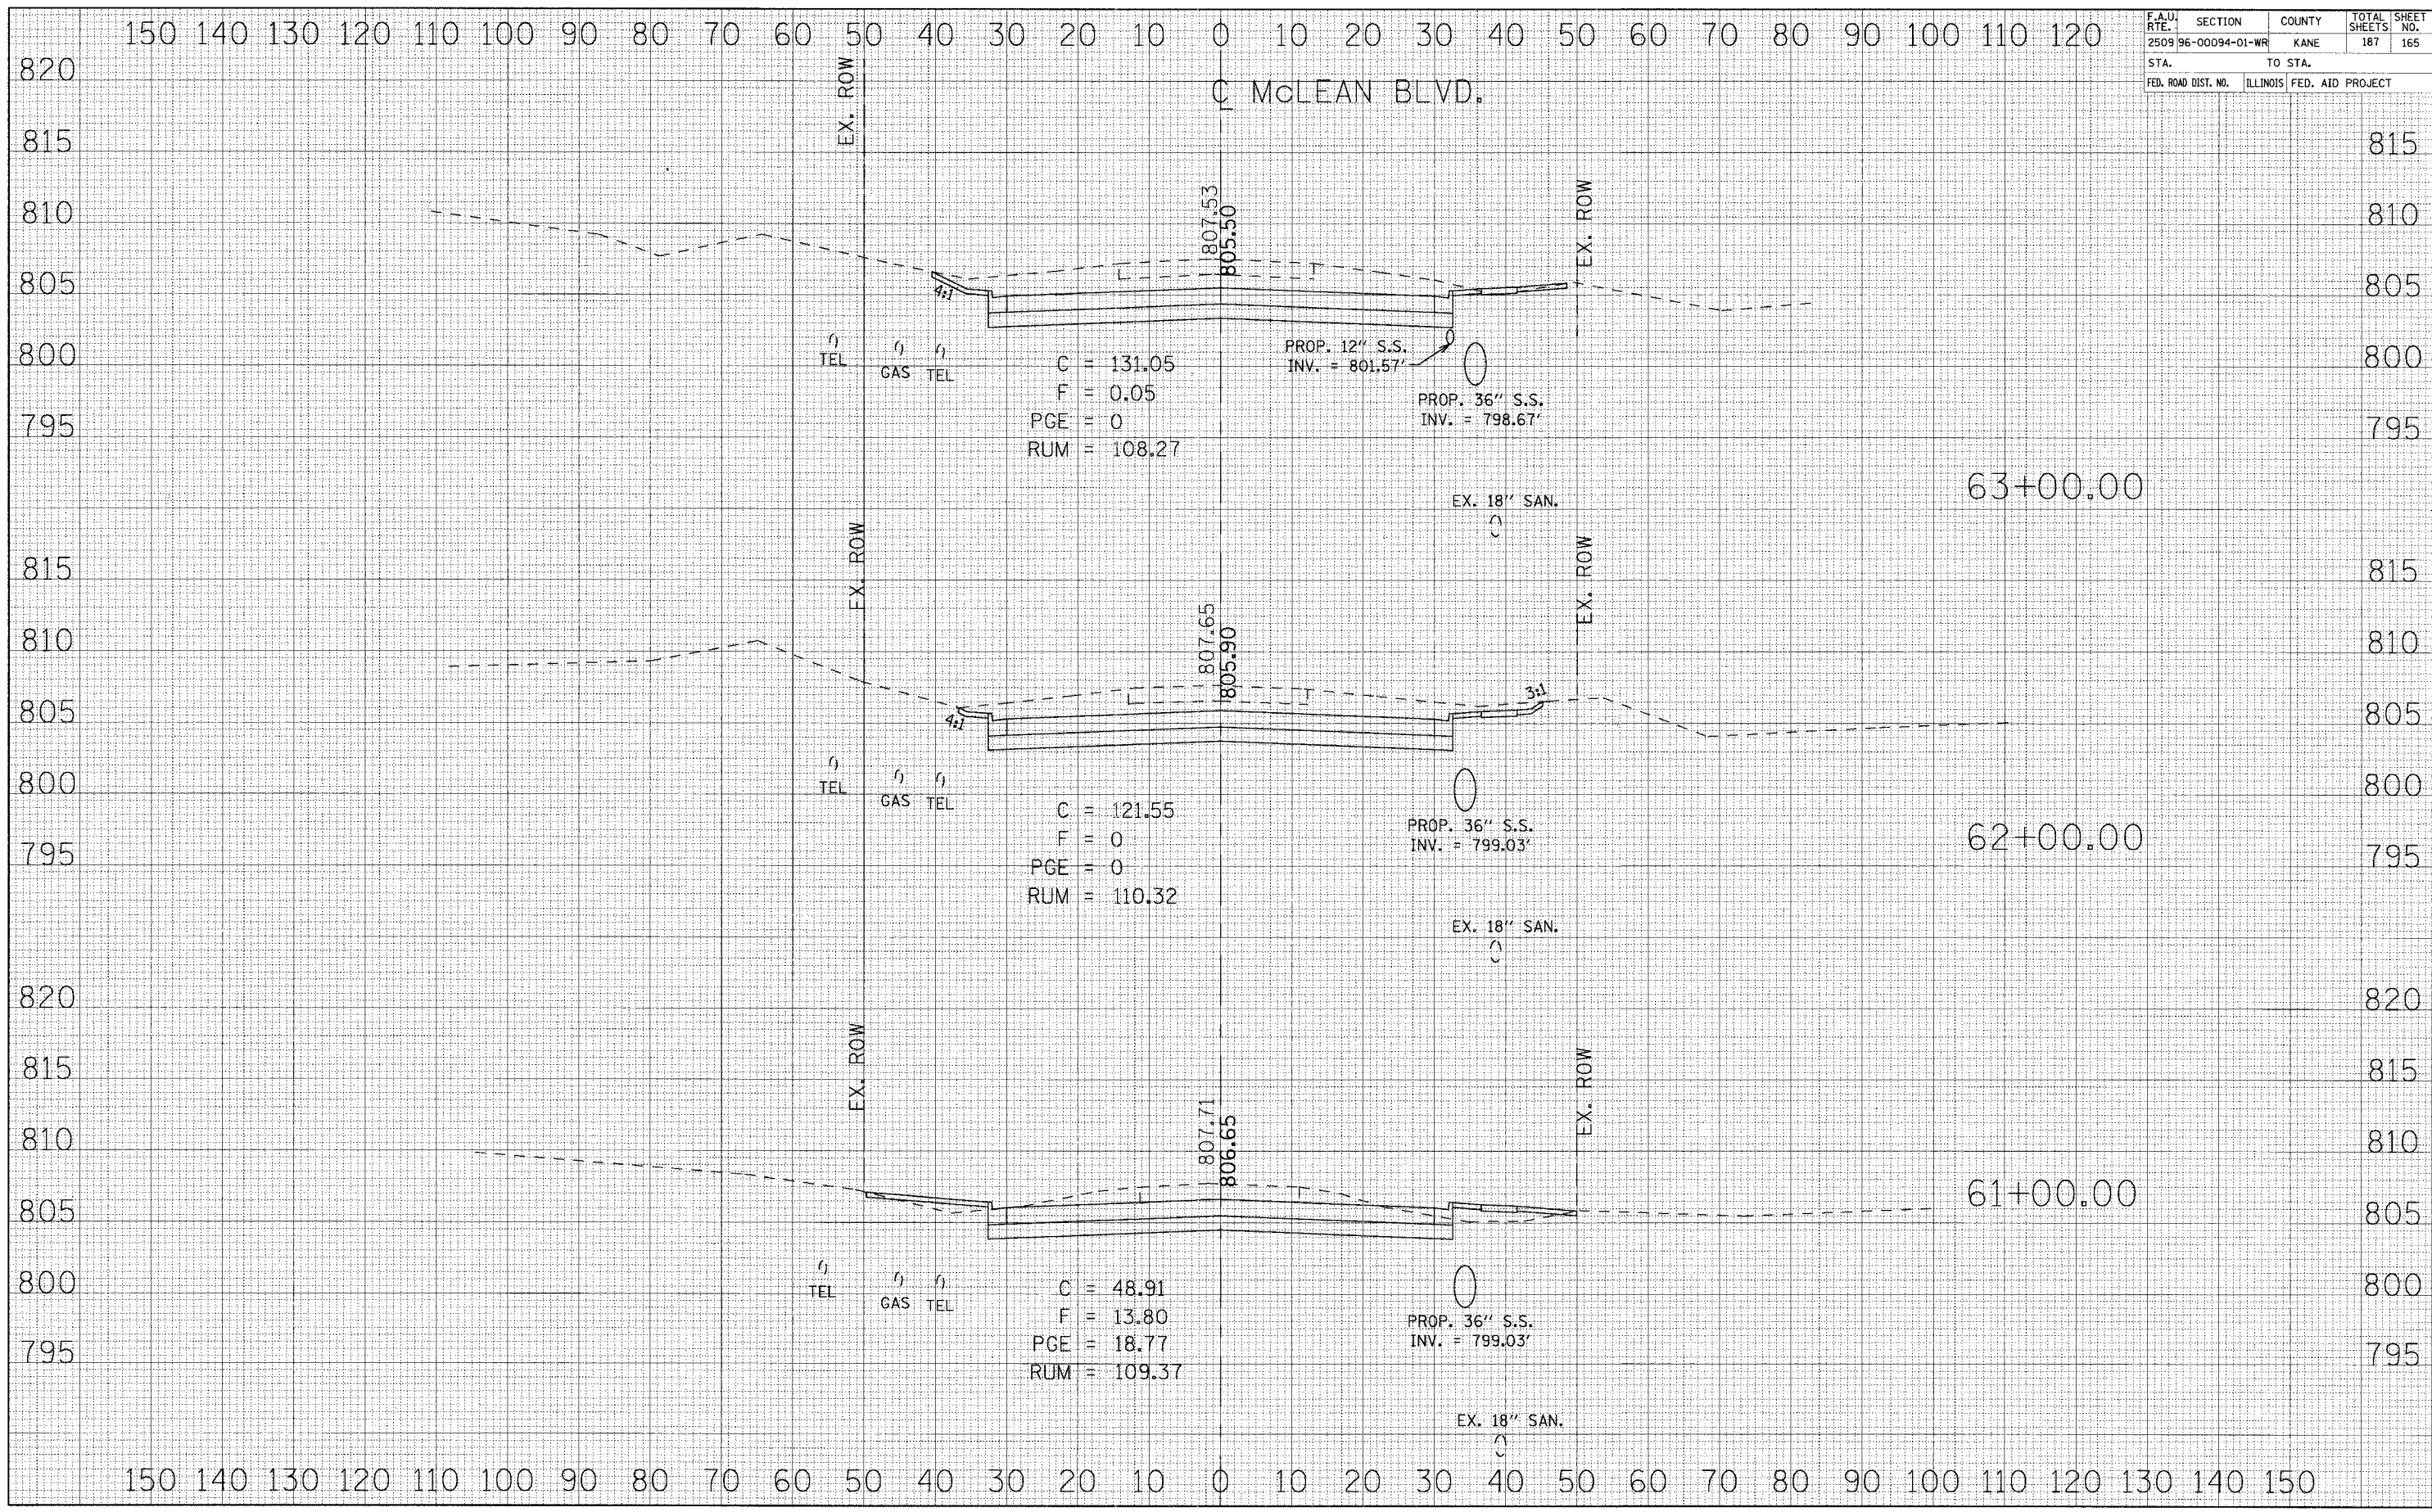 150 140 130 120 110 100 90 80 70 60 50 40 30 20 10 0 10 20 30 40 50 60 70 80 90 100 110 120
F.A.U. RTE. SECTION COUNTY TOTAL SHEETS SHEET NO.
2509 96-00094-01-WR KANE 187 165
STA. TO STA.
FED. ROAD DIST. NO. ILLINOIS FED. AID PROJECT
℄ McLEAN BLVD.
820
815 815
810 810
805 805
800 800
795 795
EX. ROW
EX. ROW
807.53
805.50
4:1
TEL
GAS
TEL
C = 131.05
F = 0.05
PGE = 0
RUM = 108.27
PROP. 12" S.S.
INV. = 801.57'
PROP. 36" S.S.
INV. = 798.67'
63+00.00
EX. 18" SAN.
815 815
810 810
805 805
800 800
795 795
EX. ROW
EX. ROW
807.65
805.90
4:1
3:1
TEL
GAS
TEL
C = 121.55
F = 0
PGE = 0
RUM = 110.32
PROP. 36" S.S.
INV. = 799.03'
62+00.00
EX. 18" SAN.
820 820
815 815
810 810
805 805
800 800
795 795
EX. ROW
EX. ROW
807.71
806.65
61+00.00
TEL
GAS
TEL
C = 48.91
F = 13.80
PGE = 18.77
RUM = 109.37
PROP. 36" S.S.
INV. = 799.03'
EX. 18" SAN.
150 140 130 120 110 100 90 80 70 60 50 40 30 20 10 0 10 20 30 40 50 60 70 80 90 100 110 120 130 140 150